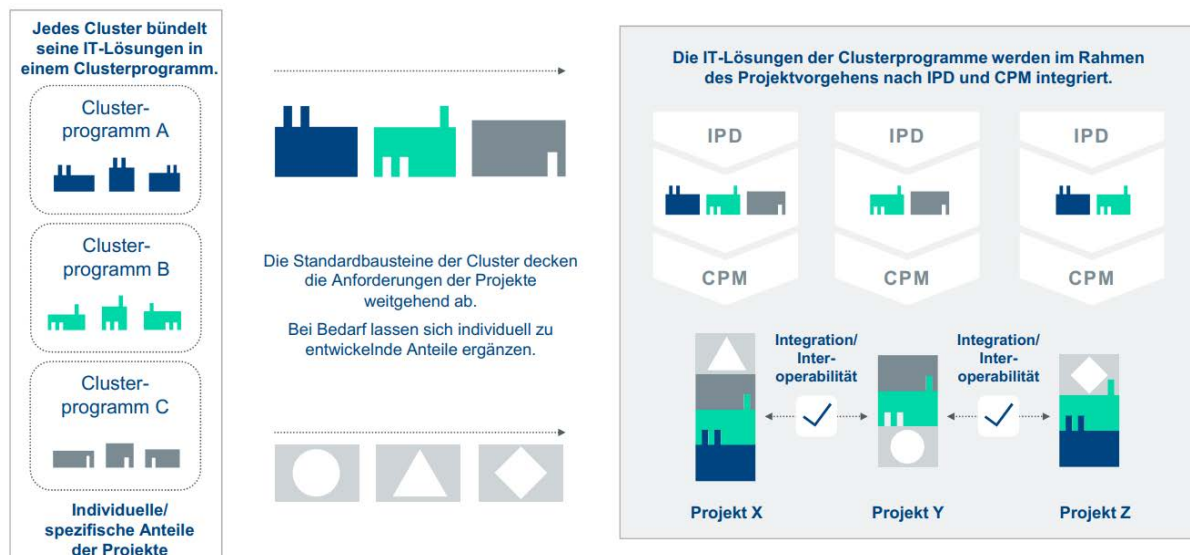 Jedes Cluster bündelt
seine IT-Lösungen in
einem Clusterprogramm.
Cluster-
programm A
Cluster-
programm B
Cluster-
programm C
Individuelle/
spezifische Anteile
der Projekte
Die Standardbausteine der Cluster decken
die Anforderungen der Projekte
weitgehend ab.
Bei Bedarf lassen sich individuell zu
entwickelnde Anteile ergänzen.
Die IT-Lösungen der Clusterprogramme werden im Rahmen
des Projektvorgehens nach IPD und CPM integriert.
IPD
IPD
IPD
CPM
CPM
CPM
Integration/
Inter-
operabilität
Integration/
Inter-
operabilität
Projekt X
Projekt Y
Projekt Z